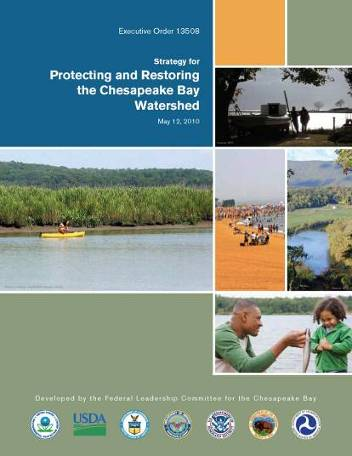 Executive Order 13508
Strategy for
Protecting and Restoring
the Chesapeake Bay
Watershed
May 12, 2010
Developed by the Federal Leadership Committee for the Chesapeake Bay
USDA